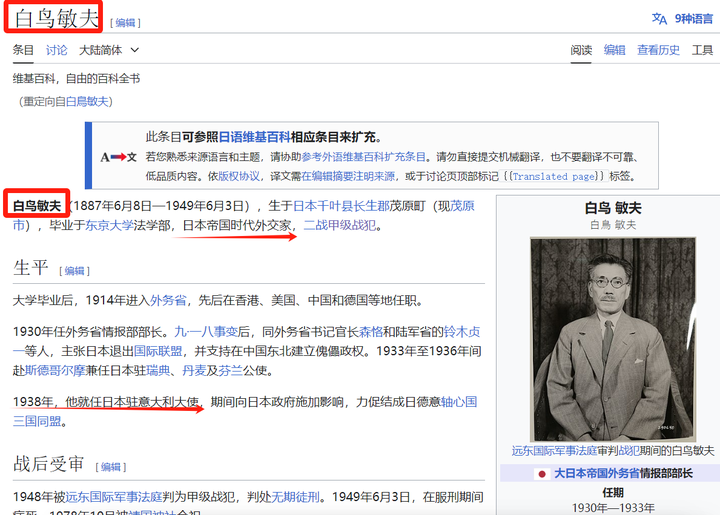 白鸟敏夫 [ 编辑 ]
9种语言
条目 讨论 大陆简体
阅读 编辑 查看历史 工具
维基百科,自由的百科全书
(重定向自白鳥敏夫)
此条目可参照日语维基百科相应条目来扩充。
若您熟悉来源语言和主题,请协助参考外语维基百科扩充条目。请勿直接提交机械翻译,也不要翻译不可靠、
低品质内容。依版权协议,译文需在编辑摘要注明来源,或于讨论页顶部标记{{Translated page}}标签。
白鸟敏夫(1887年6月8日—1949年6月3日),生于日本千叶县长生郡茂原町(现茂原
市),毕业于东京大学法学部,日本帝国时代外交家,二战甲级战犯。
生平 [ 编辑 ]
大学毕业后,1914年进入外务省,先后在香港、美国、中国和德国等地任职。
1930年任外务省情报部部长。九·一八事变后,同外务省书记官长森恪和陆军省的铃木贞
一等人,主张日本退出国际联盟,并支持在中国东北建立傀儡政权。1933年至1936年间
赴斯德哥尔摩兼任日本驻瑞典、丹麦及芬兰公使。
1938年,他就任日本驻意大利大使,期间向日本政府施加影响,力促结成日德意轴心国
三国同盟。
战后受审 [ 编辑 ]
1948年被远东国际军事法庭判为甲级战犯,判处无期徒刑。1949年6月3日,在服刑期间
白鸟 敏夫
白鳥 敏夫
远东国际军事法庭审判战犯期间的白鸟敏夫
大日本帝国外务省情报部部长
任期
1930年—1933年